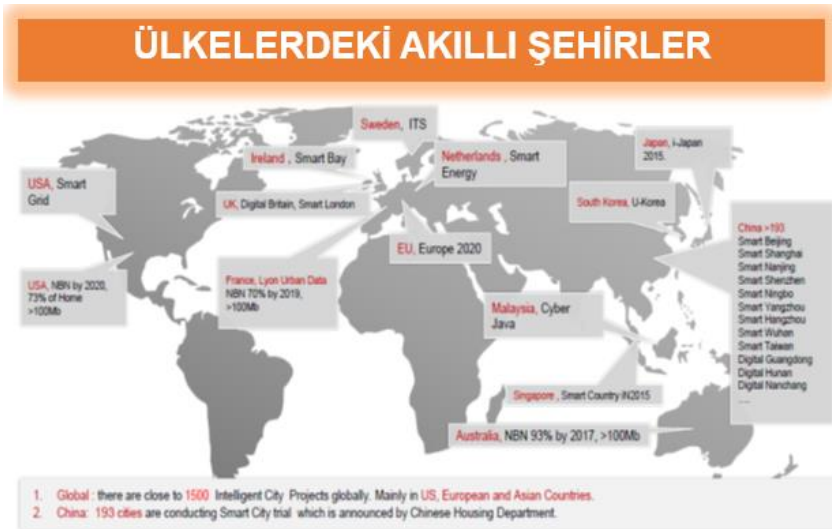 ÜLKELERDEKİ AKILLI ŞEHİRLER
Sweden, ITS
Ireland , Smart Bay
Netherlands , Smart
Energy
Japan, i-Japan
2015.
USA, Smart
Grid
UK, Digital Britain, Smart London
South Korea, U-Korea
EU, Europe 2020
China >193
Smart Beijing
Smart Shanghai
Smart Nanjing
Smart Shenzhen
Smart Ningbo
Smart Yangzhou
Smart Hangzhou
Smart Wuhan
Smart Taiwan
Digital Guangdong
Digital Hunan
Digital Nanchang
......
USA, NBN by 2020,
73% of Home
>100Mb
France, Lyon Urban Data
NBN 70% by 2019,
>100Mb
Malaysia, Cyber
Java
Singapore , Smart Country iN2015
Australia, NBN 93% by 2017, >100Mb
1. Global : there are close to 1500 Intelligent City Projects globally. Mainly in US, European and Asian Countries.
2. China: 193 cities are conducting Smart City trial which is announced by Chinese Housing Department.